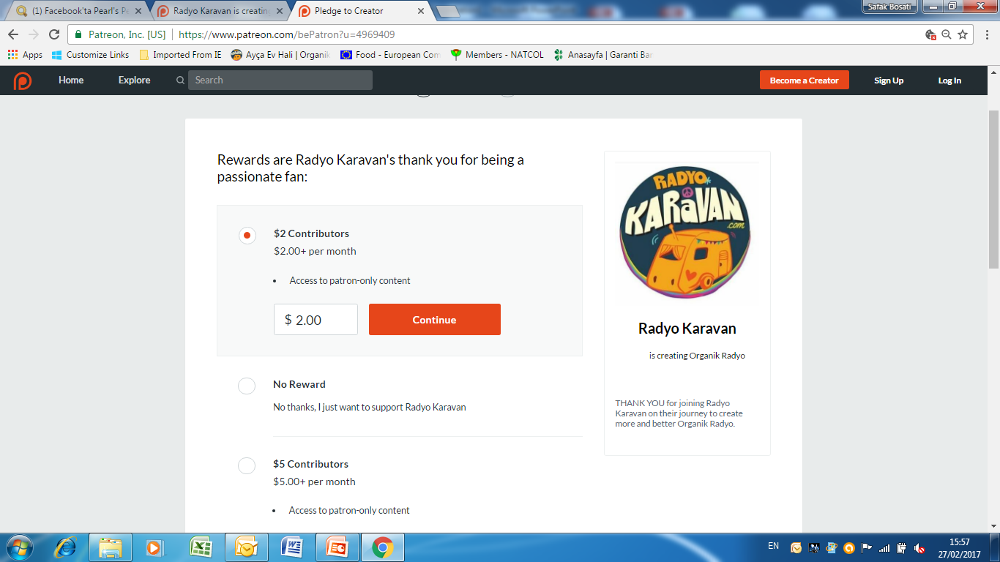 (1) Facebook'ta Pearl's Pe
Radyo Karavan is creating
Pledge to Creator
Safak Bosati
Patreon, Inc. [US]
https://www.patreon.com/bePatron?u=4969409
Apps
Customize Links
Imported From IE
Ayça Ev Hali | Organik
Food - European Com
Members - NATCOL
Anasayfa | Garanti Ban
Home
Explore
Search
Become a Creator
Sign Up
Log In
Rewards are Radyo Karavan's thank you for being a
passionate fan:
$2 Contributors
$2.00+ per month
• Access to patron-only content
$ 2.00
Continue
No Reward
No thanks, I just want to support Radyo Karavan
$5 Contributors
$5.00+ per month
• Access to patron-only content
RADYO
KARAVAN
.com
Radyo Karavan
is creating Organik Radyo
THANK YOU for joining Radyo
Karavan on their journey to create
more and better Organik Radyo.
EN
15:57
27/02/2017